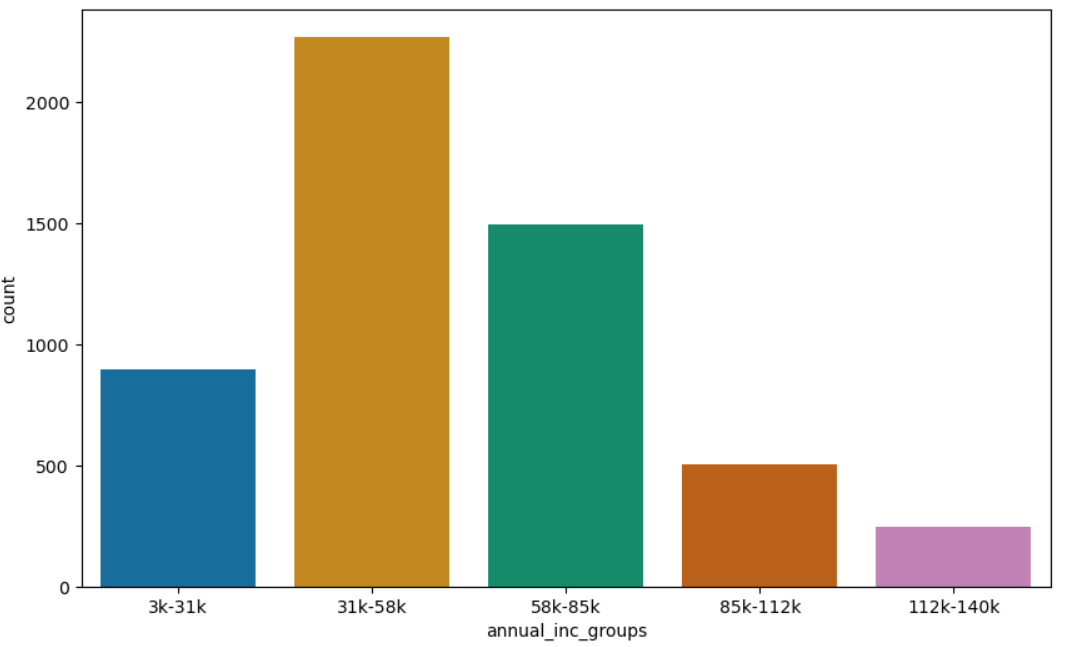 2000
1500
1000
500
0
count
3k-31k
31k-58k
58k-85k
85k-112k
112k-140k
annual_inc_groups